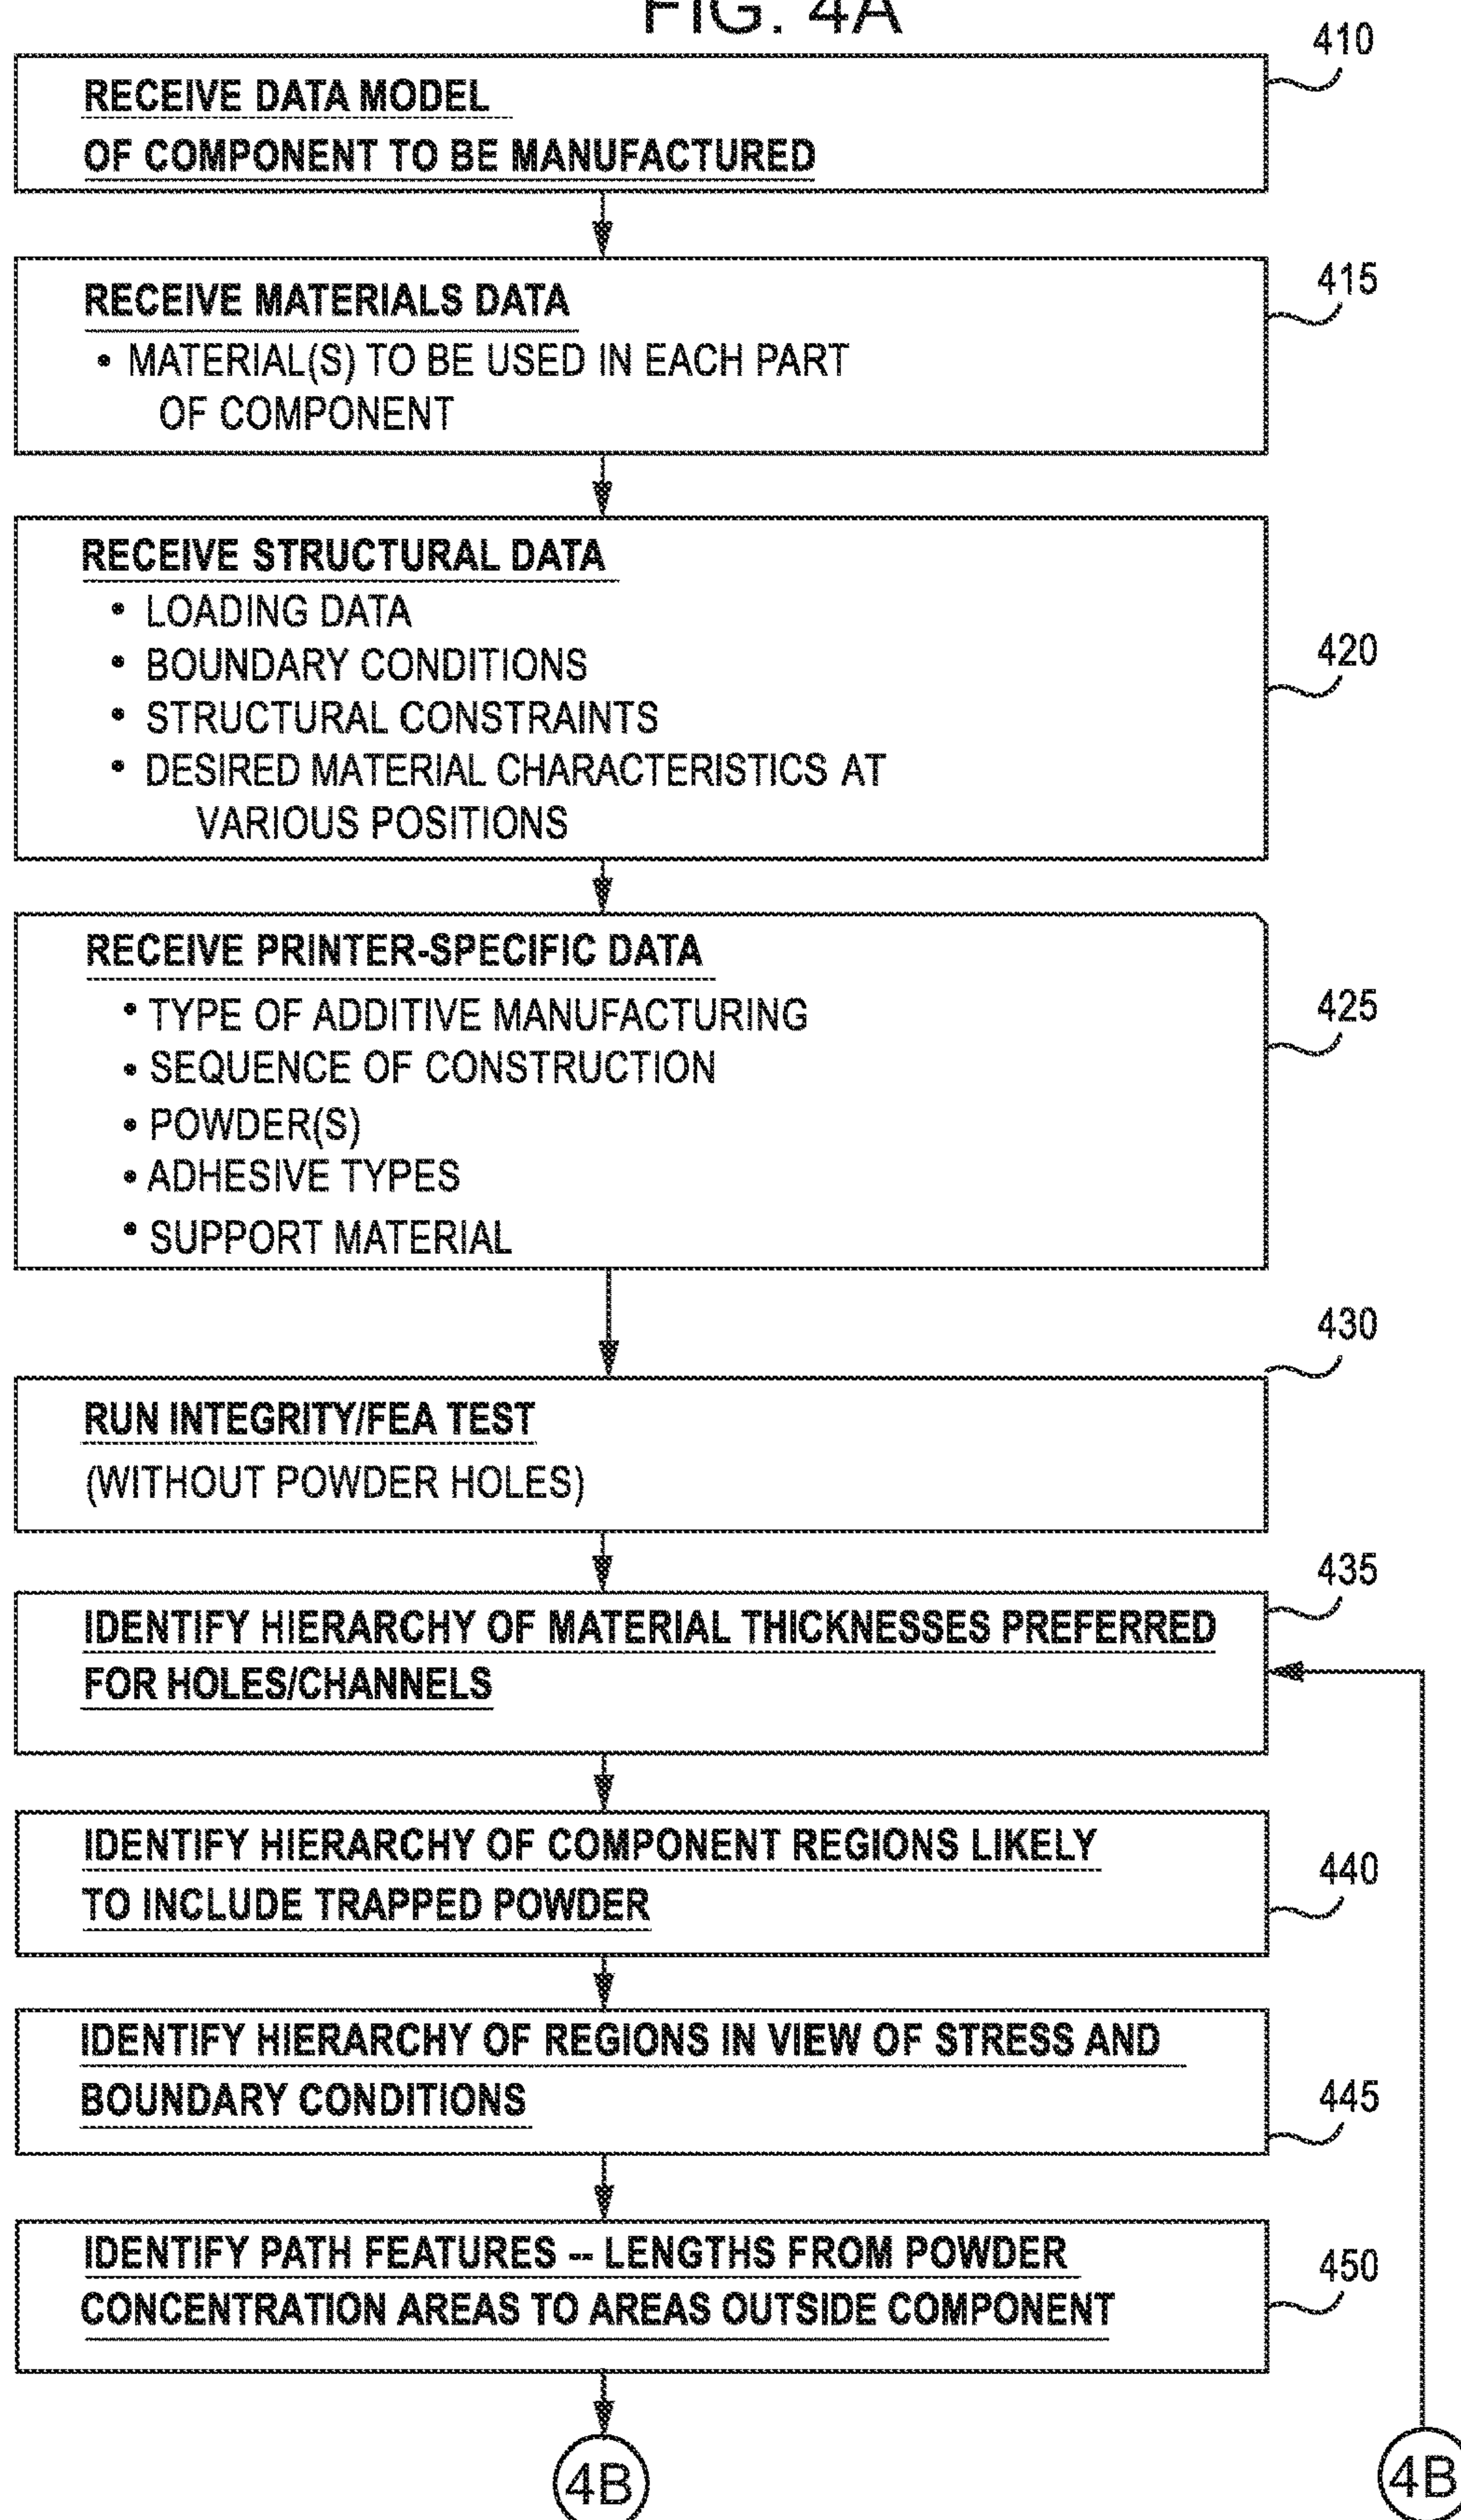 FIG. 4A
410
RECEIVE DATA MODEL
OF COMPONENT TO BE MANUFACTURED
415
RECEIVE MATERIALS DATA
• MATERIAL(S) TO BE USED IN EACH PART
OF COMPONENT
RECEIVE STRUCTURAL DATA
• LOADING DATA
• BOUNDARY CONDITIONS
420
• STRUCTURAL CONSTRAINTS
• DESIRED MATERIAL CHARACTERISTICS AT
VARIOUS POSITIONS
RECEIVE PRINTER-SPECIFIC DATA
425
• TYPE OF ADDITIVE MANUFACTURING
• SEQUENCE OF CONSTRUCTION
• POWDER(S)
• ADHESIVE TYPES
• SUPPORT MATERIAL
430
RUN INTEGRITY/FEA TEST
(WITHOUT POWDER HOLES)
435
IDENTIFY HIERARCHY OF MATERIAL THICKNESSES PREFERRED
FOR HOLES/CHANNELS
IDENTIFY HIERARCHY OF COMPONENT REGIONS LIKELY
440
TO INCLUDE TRAPPED POWDER
IDENTIFY HIERARCHY OF REGIONS IN VIEW OF STRESS AND
BOUNDARY CONDITIONS
445
IDENTIFY PATH FEATURES -- LENGTHS FROM POWDER
450
CONCENTRATION AREAS TO AREAS OUTSIDE COMPONENT
4B
4B